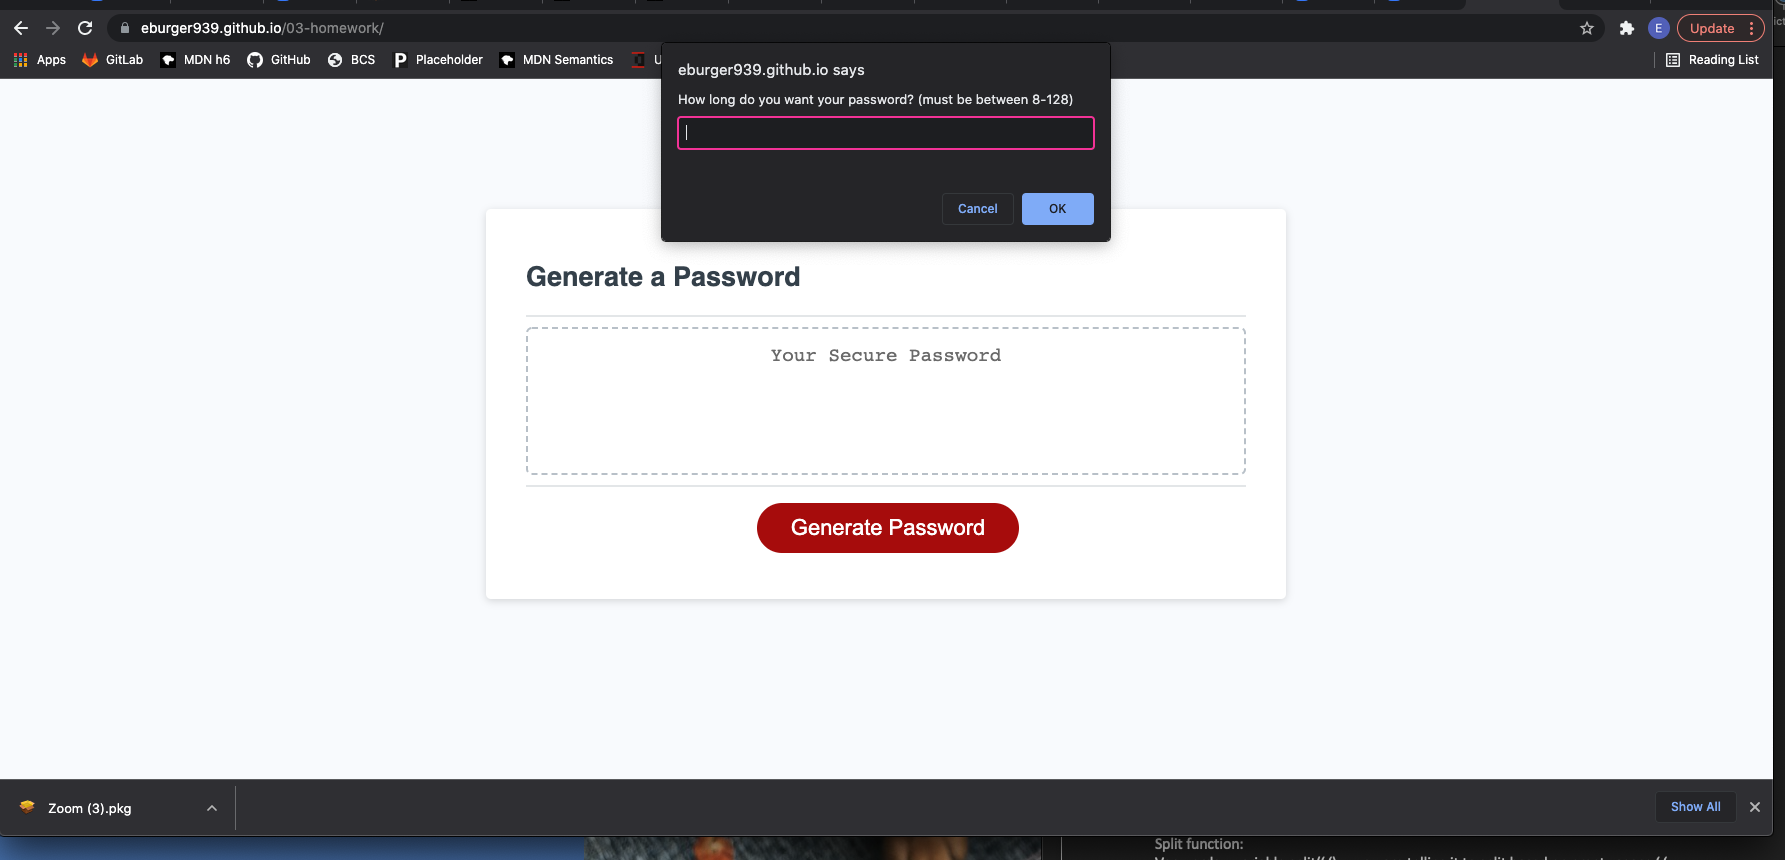 eburger939.github.io/03-homework/
E
Update
Apps
GitLab
MDN h6
GitHub
BCS
Placeholder
MDN Semantics
U
Reading List
eburger939.github.io says
How long do you want your password? (must be between 8-128)
Cancel
OK
Generate a Password
Your Secure Password
Generate Password
Zoom (3).pkg
Show All
Split function: